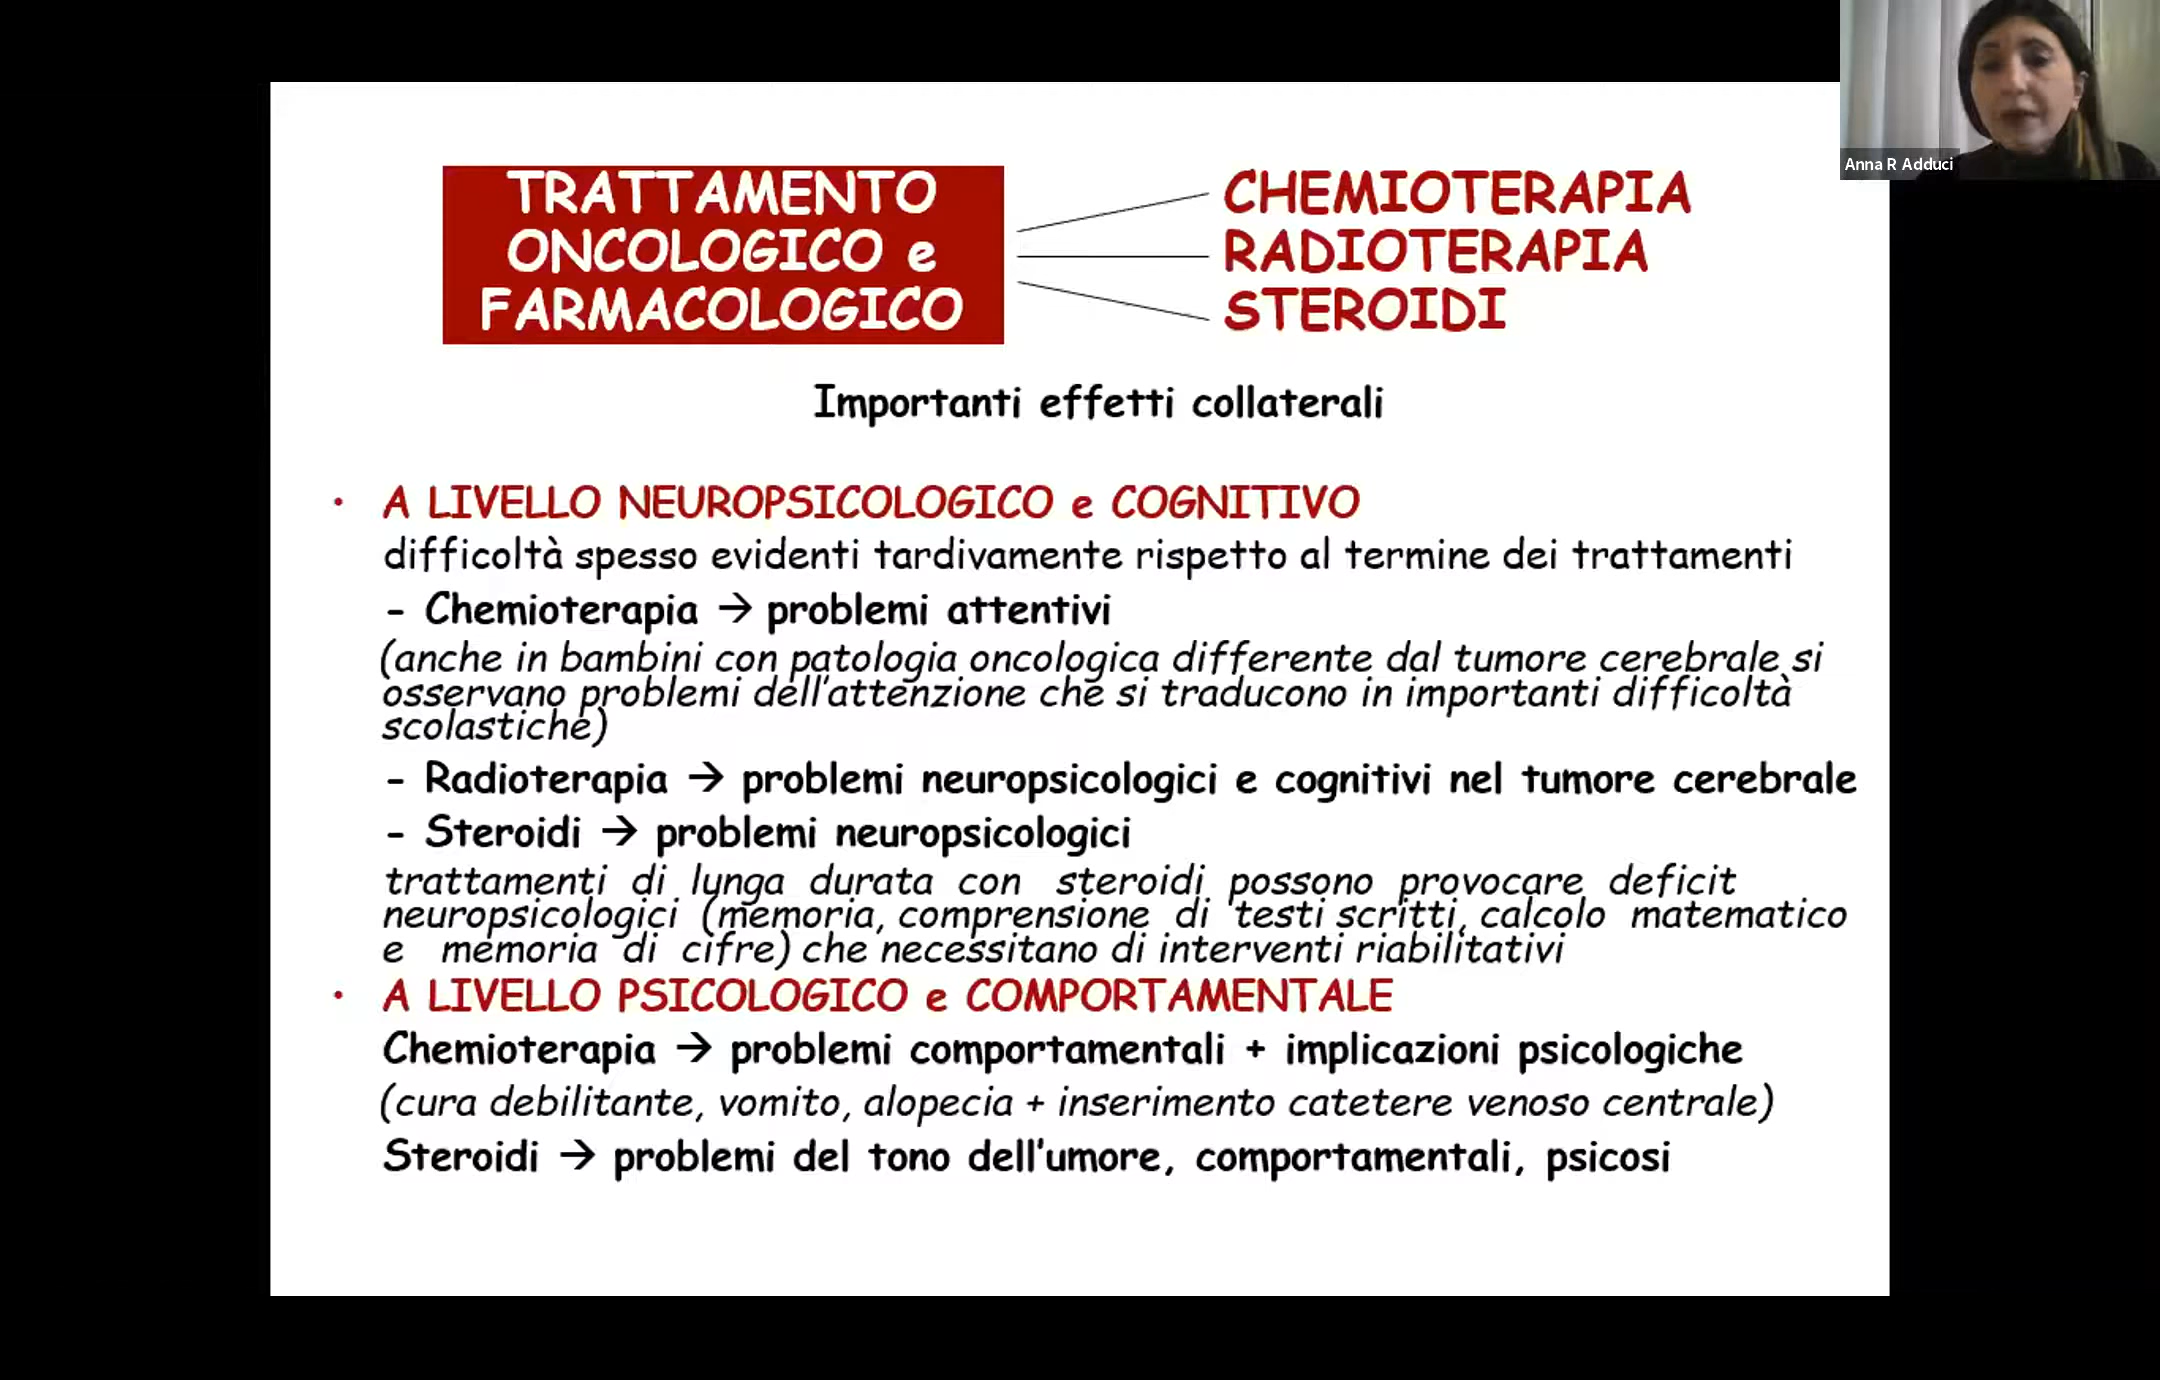 TRATTAMENTO
ONCOLOGICO e
FARMACOLOGICO
CHEMIOTERAPIA
RADIOTERAPIA
STEROIDI
Anna R Adduci
Importanti effetti collaterali
• A LIVELLO NEUROPSICOLOGICO e COGNITIVO
difficoltà spesso evidenti tardivamente rispetto al termine dei trattamenti
- Chemioterapia → problemi attentivi
(anche in bambini con patologia oncologica differente dal tumore cerebrale si
osservano problemi dell'attenzione che si traducono in importanti difficoltà
scolastiche)
- Radioterapia → problemi neuropsicologici e cognitivi nel tumore cerebrale
- Steroidi → problemi neuropsicologici
trattamenti di lunga durata con steroidi possono provocare deficit
neuropsicologici (memoria, comprensione di testi scritti, calcolo matematico
e memoria di cifre) che necessitano di interventi riabilitativi
• A LIVELLO PSICOLOGICO e COMPORTAMENTALE
Chemioterapia → problemi comportamentali + implicazioni psicologiche
(cura debilitante, vomito, alopecia + inserimento catetere venoso centrale)
Steroidi → problemi del tono dell'umore, comportamentali, psicosi